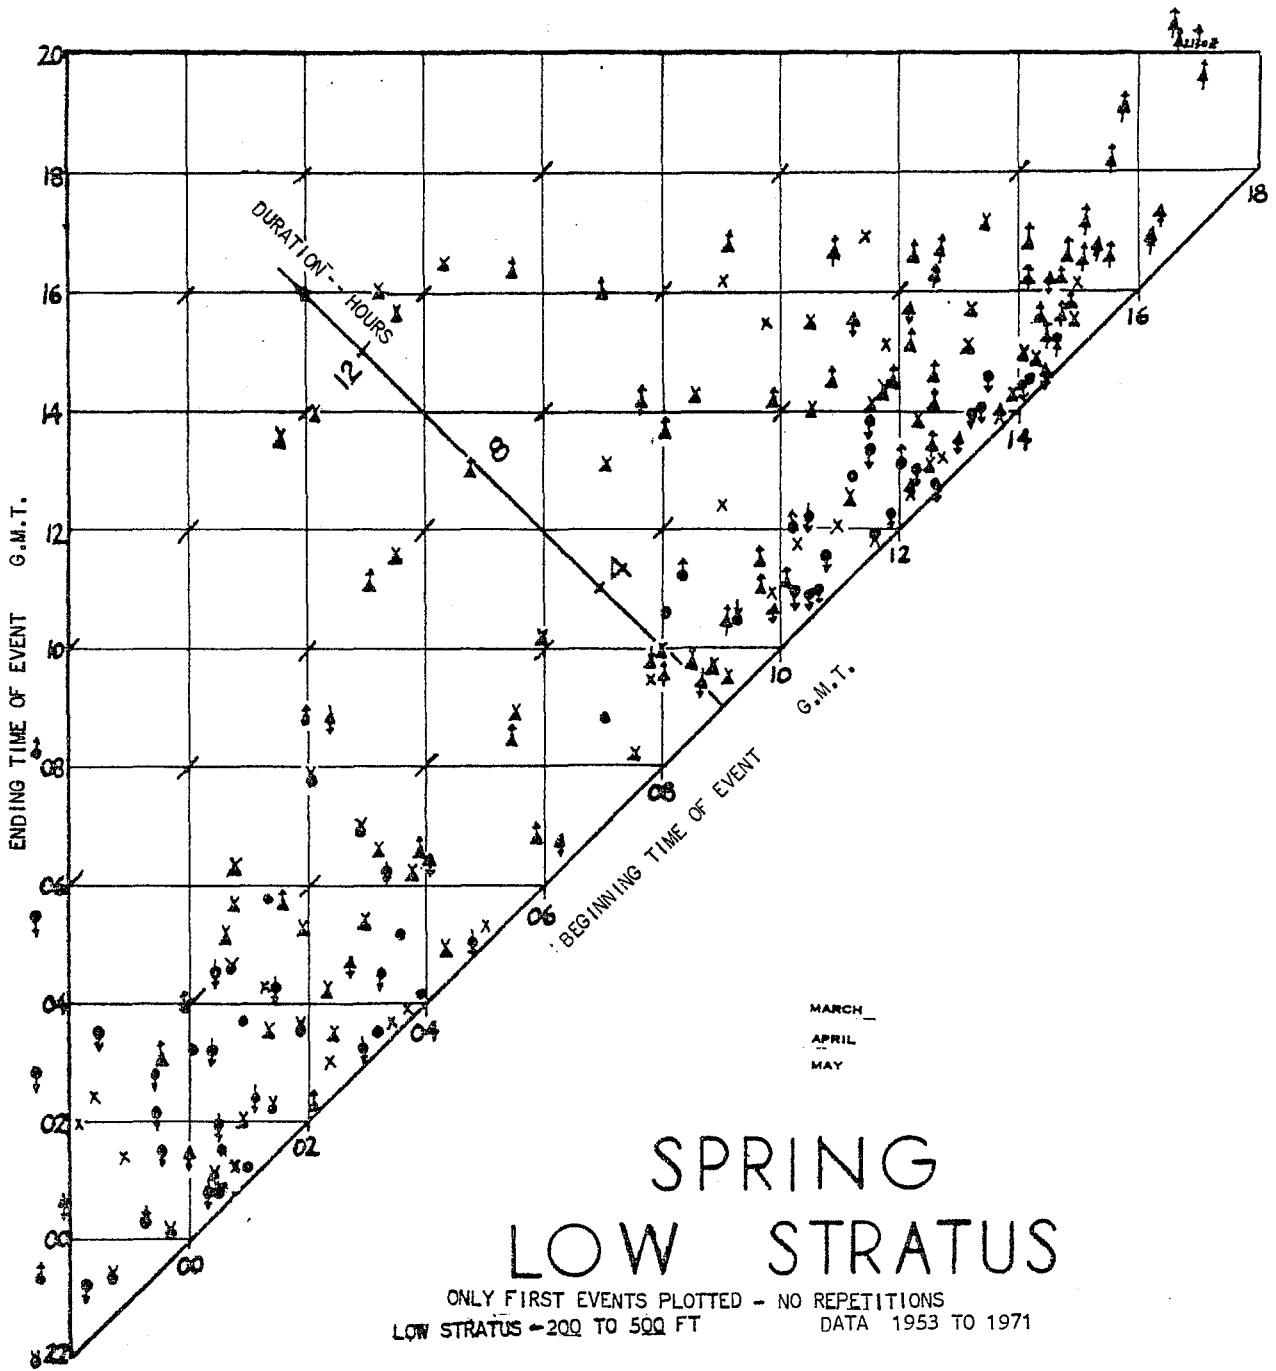 20
2130Z
18
18
DURATION-- HOURS
16
16
12
14
8
14
ENDING TIME OF EVENT G.M.T.
12
4
12
10
10
G.M.T.
08
08
BEGINNING TIME OF EVENT
06
06
04
04
MARCH
APRIL
MAY
02
02
SPRING
00
00
LOW STRATUS
ONLY FIRST EVENTS PLOTTED - NO REPETITIONS
LOW STRATUS - 200 TO 500 FT DATA 1953 TO 1971
22